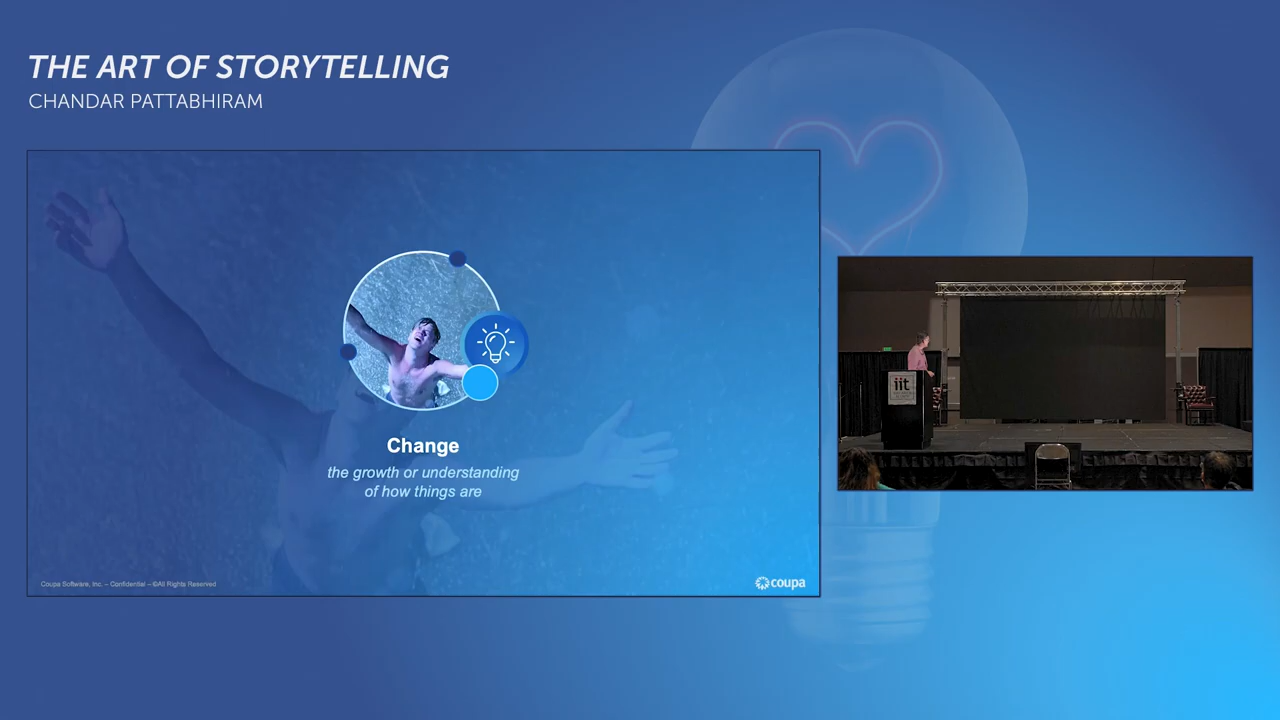 THE ART OF STORYTELLING
CHANDAR PATTABHIRAM
Change
the growth or understanding
of how things are
Coupa Software, Inc. – Confidential – ©All Rights Reserved
coupa
iit